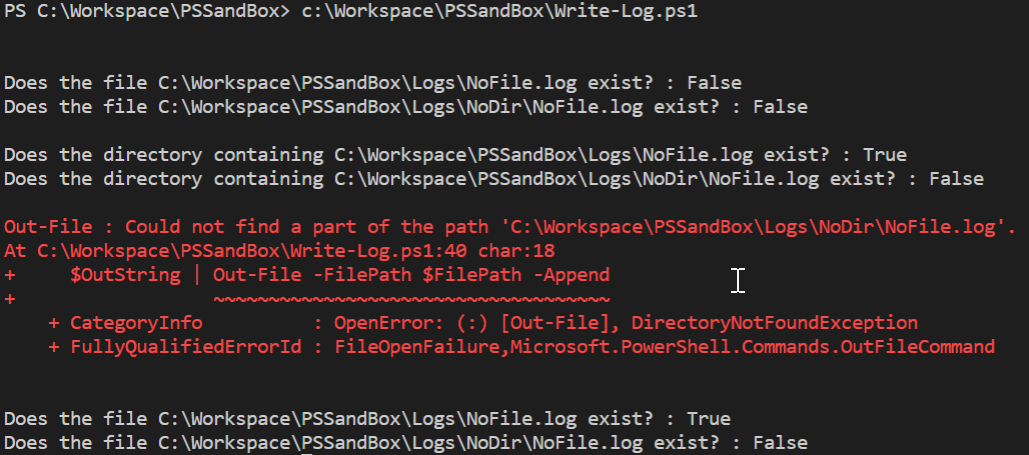 PS C:\Workspace\PSSandBox> c:\Workspace\PSSandBox\Write-Log.ps1
Does the file C:\Workspace\PSSandBox\Logs\NoFile.log exist? : False
Does the file C:\Workspace\PSSandBox\Logs\NoDir\NoFile.log exist? : False
Does the directory containing C:\Workspace\PSSandBox\Logs\NoFile.log exist? : True
Does the directory containing C:\Workspace\PSSandBox\Logs\NoDir\NoFile.log exist? : False
Out-File : Could not find a part of the path 'C:\Workspace\PSSandBox\Logs\NoDir\NoFile.log'.
At C:\Workspace\PSSandBox\Write-Log.ps1:40 char:18
+     $OutString | Out-File -FilePath $FilePath -Append
+                  ~~~~~~~~~~~~~~~~~~~~~~~~~~~~~~~~~~~~
    + CategoryInfo          : OpenError: (:) [Out-File], DirectoryNotFoundException
    + FullyQualifiedErrorId : FileOpenFailure,Microsoft.PowerShell.Commands.OutFileCommand
Does the file C:\Workspace\PSSandBox\Logs\NoFile.log exist? : True
Does the file C:\Workspace\PSSandBox\Logs\NoDir\NoFile.log exist? : False